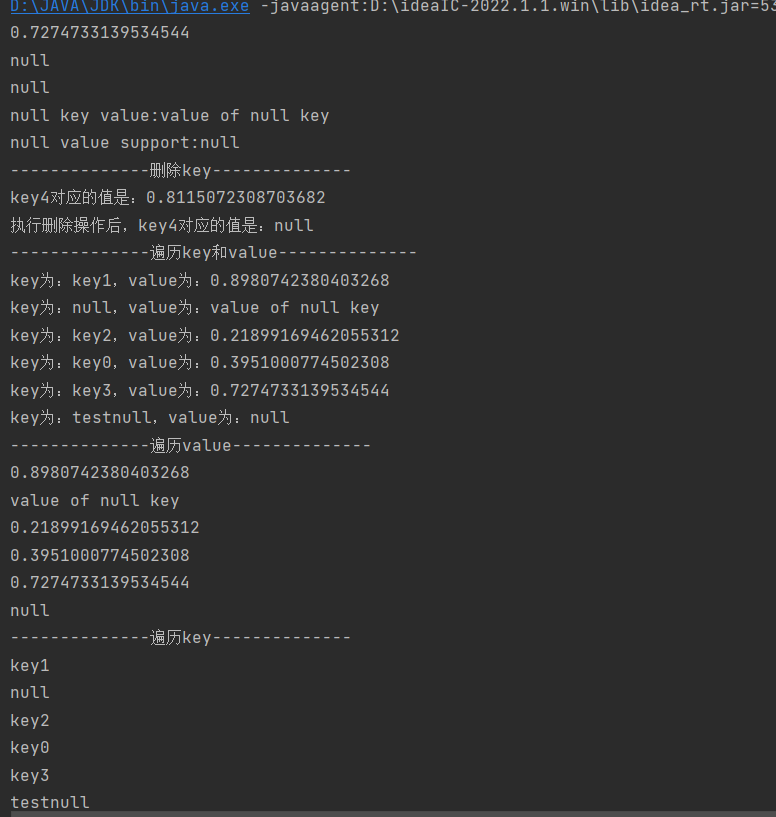 D:\JAVA\JDK\bin\java.exe -javaagent:D:\ideaIC-2022.1.1.win\lib\idea_rt.jar=53
0.7274733139534544
null
null
null key value:value of null key
null value support:null
--------------删除key--------------
key4对应的值是：0.8115072308703682
执行删除操作后，key4对应的值是：null
--------------遍历key和value--------------
key为：key1，value为：0.8980742380403268
key为：null，value为：value of null key
key为：key2，value为：0.21899169462055312
key为：key0，value为：0.3951000774502308
key为：key3，value为：0.7274733139534544
key为：testnull，value为：null
--------------遍历value--------------
0.8980742380403268
value of null key
0.21899169462055312
0.3951000774502308
0.7274733139534544
null
--------------遍历key--------------
key1
null
key2
key0
key3
testnull